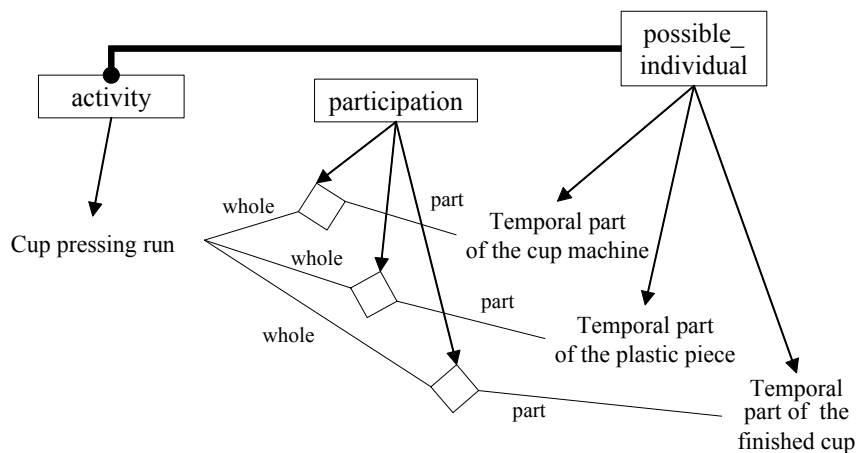 possible_
individual
activity
participation
whole
part
Temporal part
of the cup machine
Cup pressing run
whole
part
Temporal part
of the plastic piece
whole
part
Temporal
part of the
finished cup